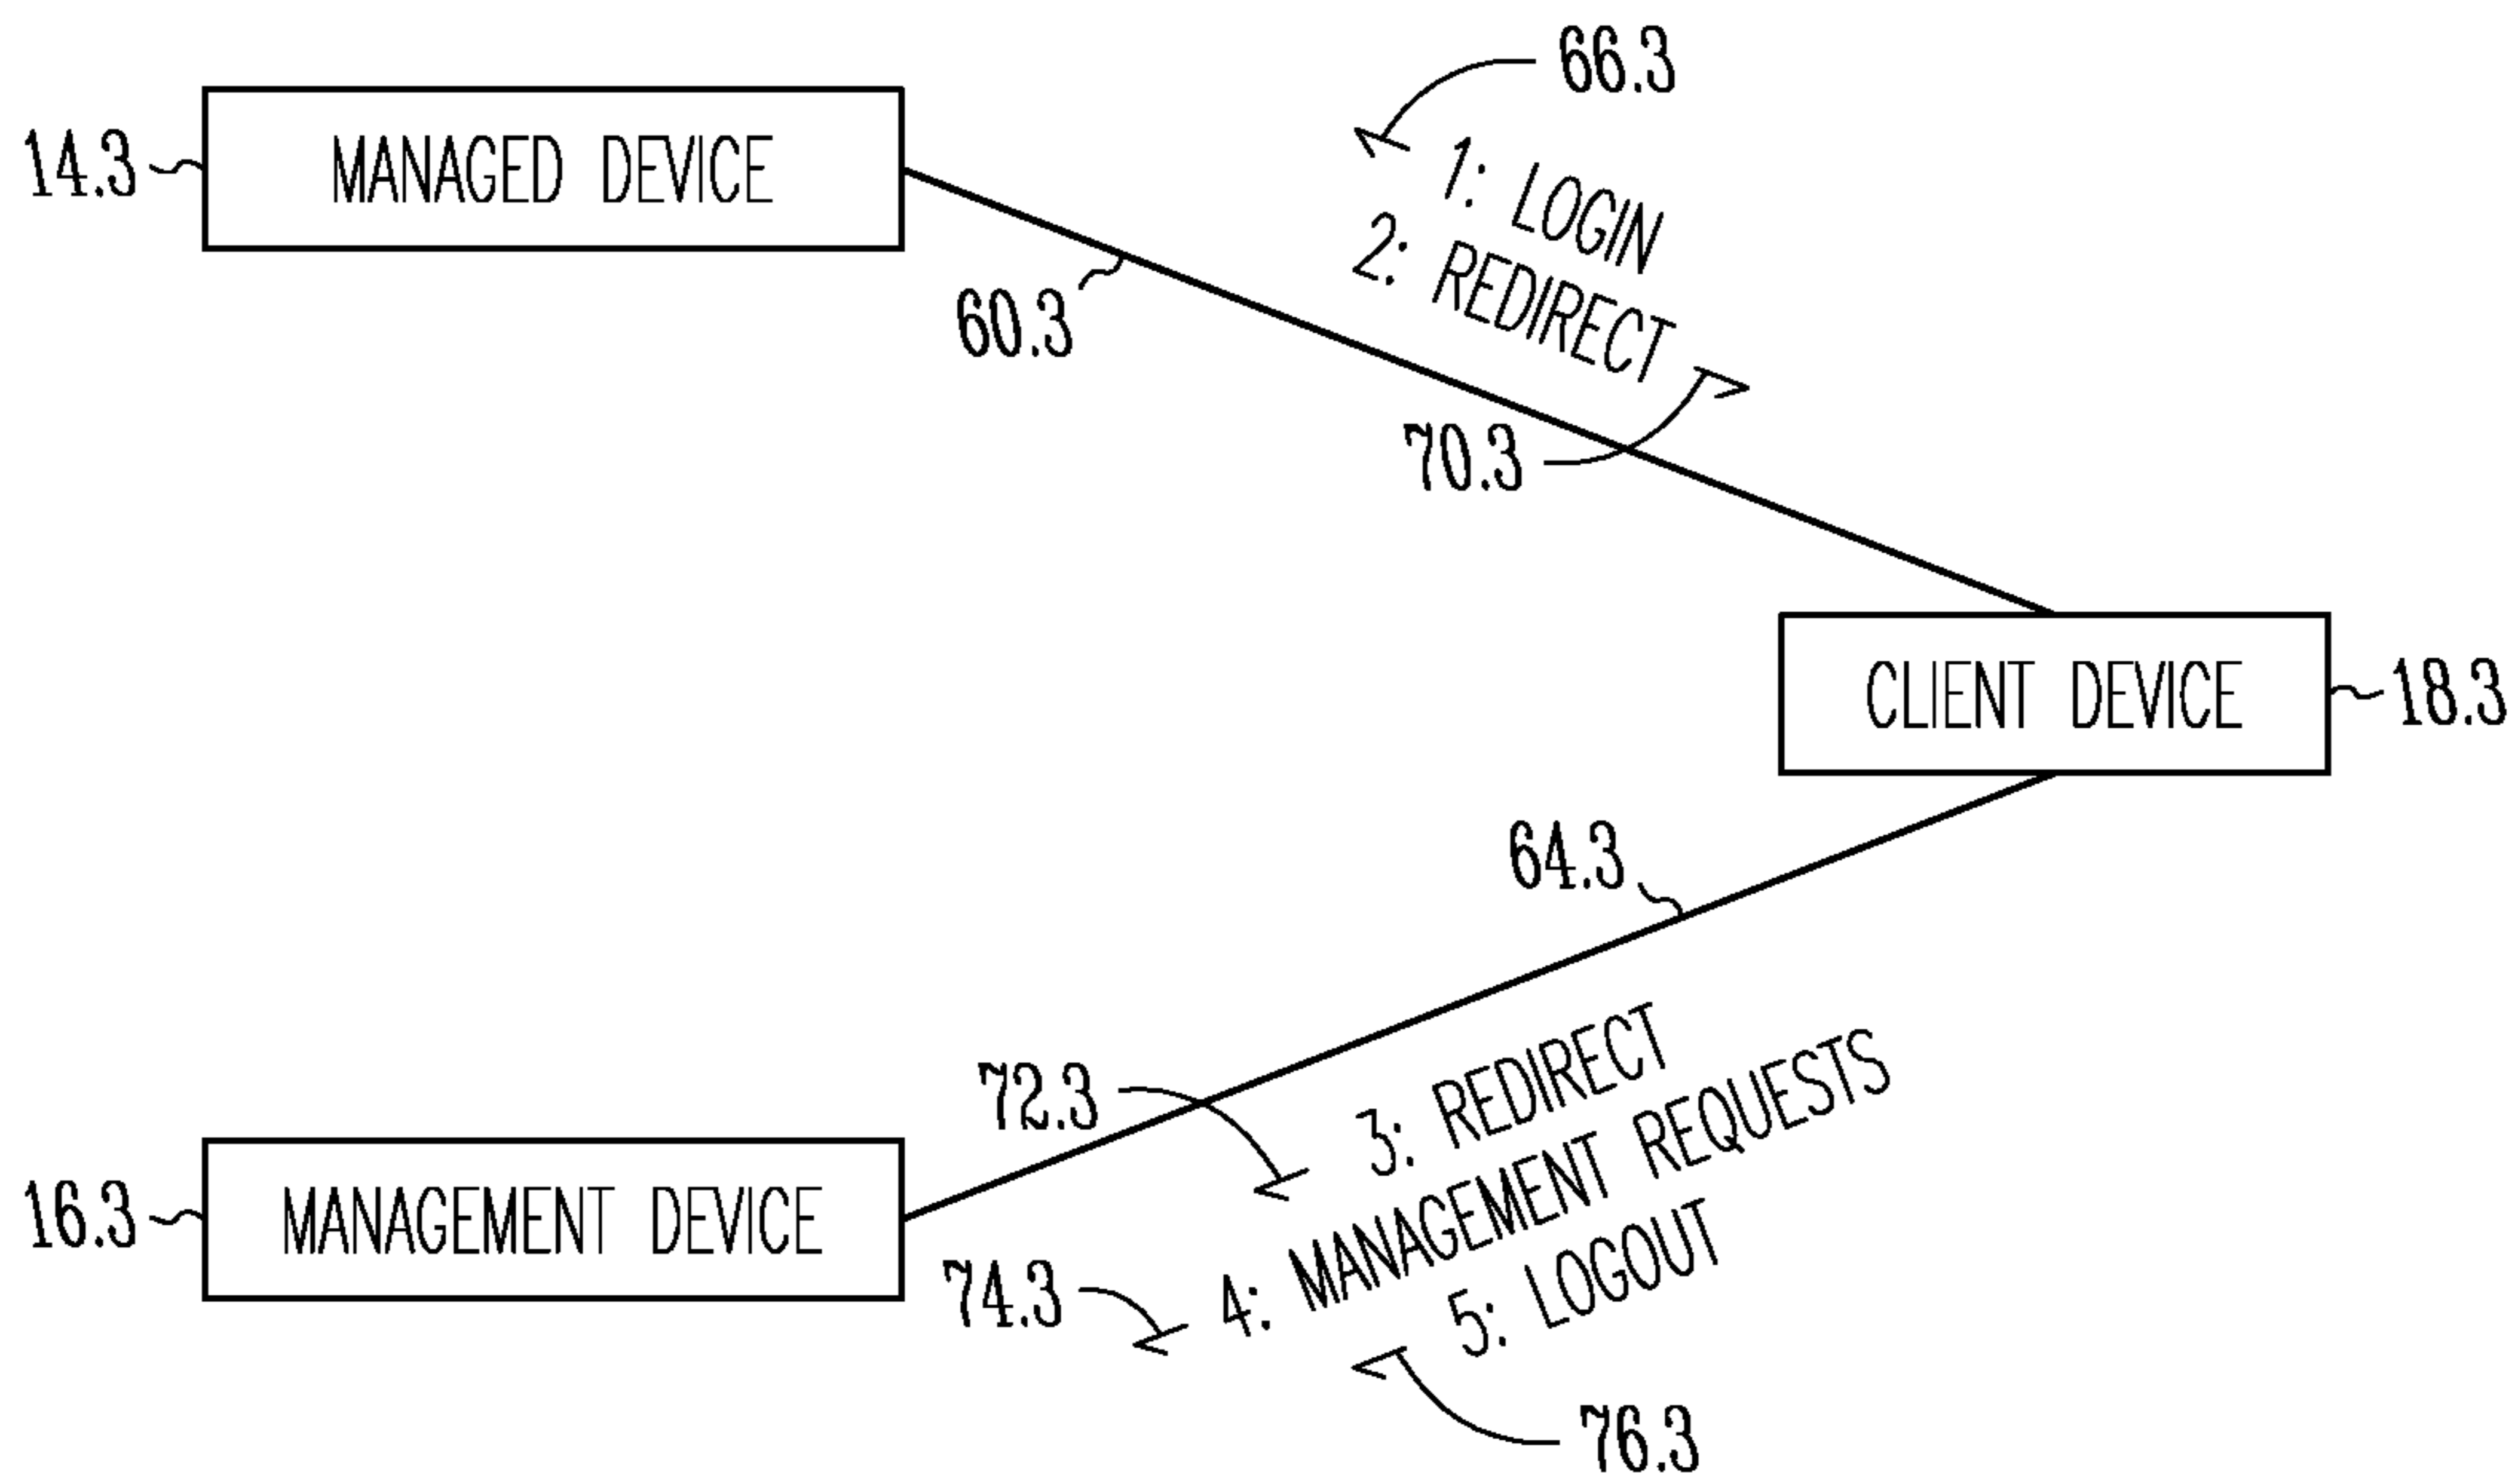 66.3
14.3
MANAGED DEVICE
1: LOGIN
2: REDIRECT
60.3
70.3
CLIENT DEVICE
18.3
64.3
72.3
3: REDIRECT
16.3
MANAGEMENT DEVICE
74.3
4: MANAGEMENT REQUESTS
5: LOGOUT
76.3